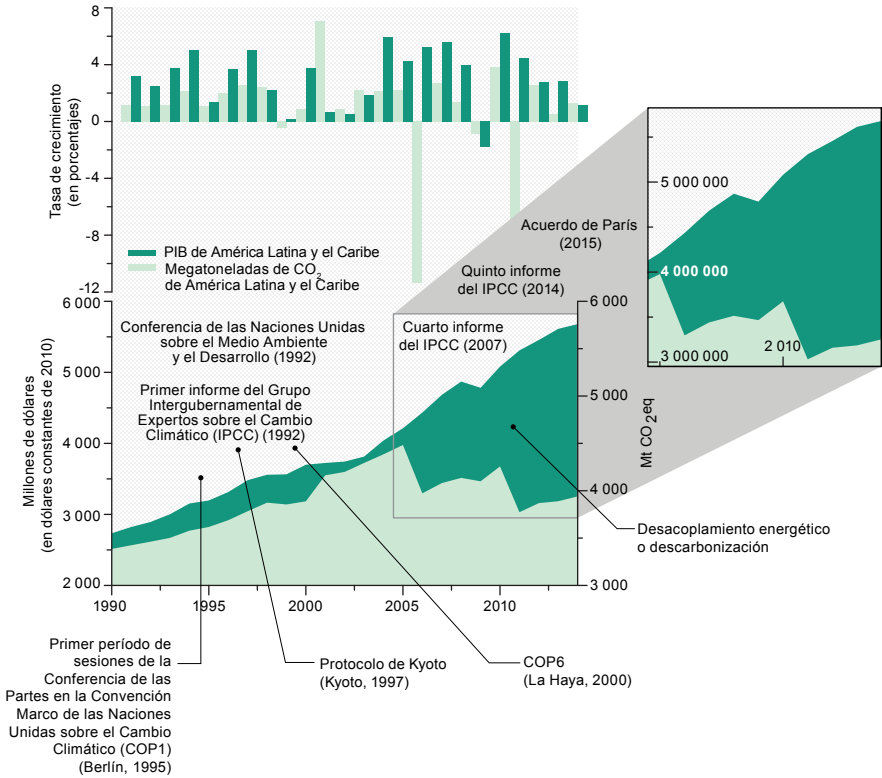 8
4
0
-4
-8
-12
Tasa de crecimiento
(en porcentajes)
PIB de América Latina y el Caribe
Megatoneladas de CO2
de América Latina y el Caribe
Acuerdo de París
(2015)
Quinto informe
del IPCC (2014)
5 000 000
4 000 000
3 000 000
2 010
6 000
5 000
4 000
3 000
2 000
Millones de dólares
(en dólares constantes de 2010)
Conferencia de las Naciones Unidas
sobre el Medio Ambiente
y el Desarrollo (1992)
Primer informe del Grupo
Intergubernamental de
Expertos sobre el Cambio
Climático (IPCC) (1992)
Cuarto informe
del IPCC (2007)
6 000
5 000
4 000
3 000
Mt CO2eq
1990
1995
2000
2005
2010
Desacoplamiento energético
o descarbonización
Primer período de
sesiones de la
Conferencia de las
Partes en la Convención
Marco de las Naciones
Unidas sobre el Cambio
Climático (COP1)
(Berlín, 1995)
Protocolo de Kyoto
(Kyoto, 1997)
COP6
(La Haya, 2000)